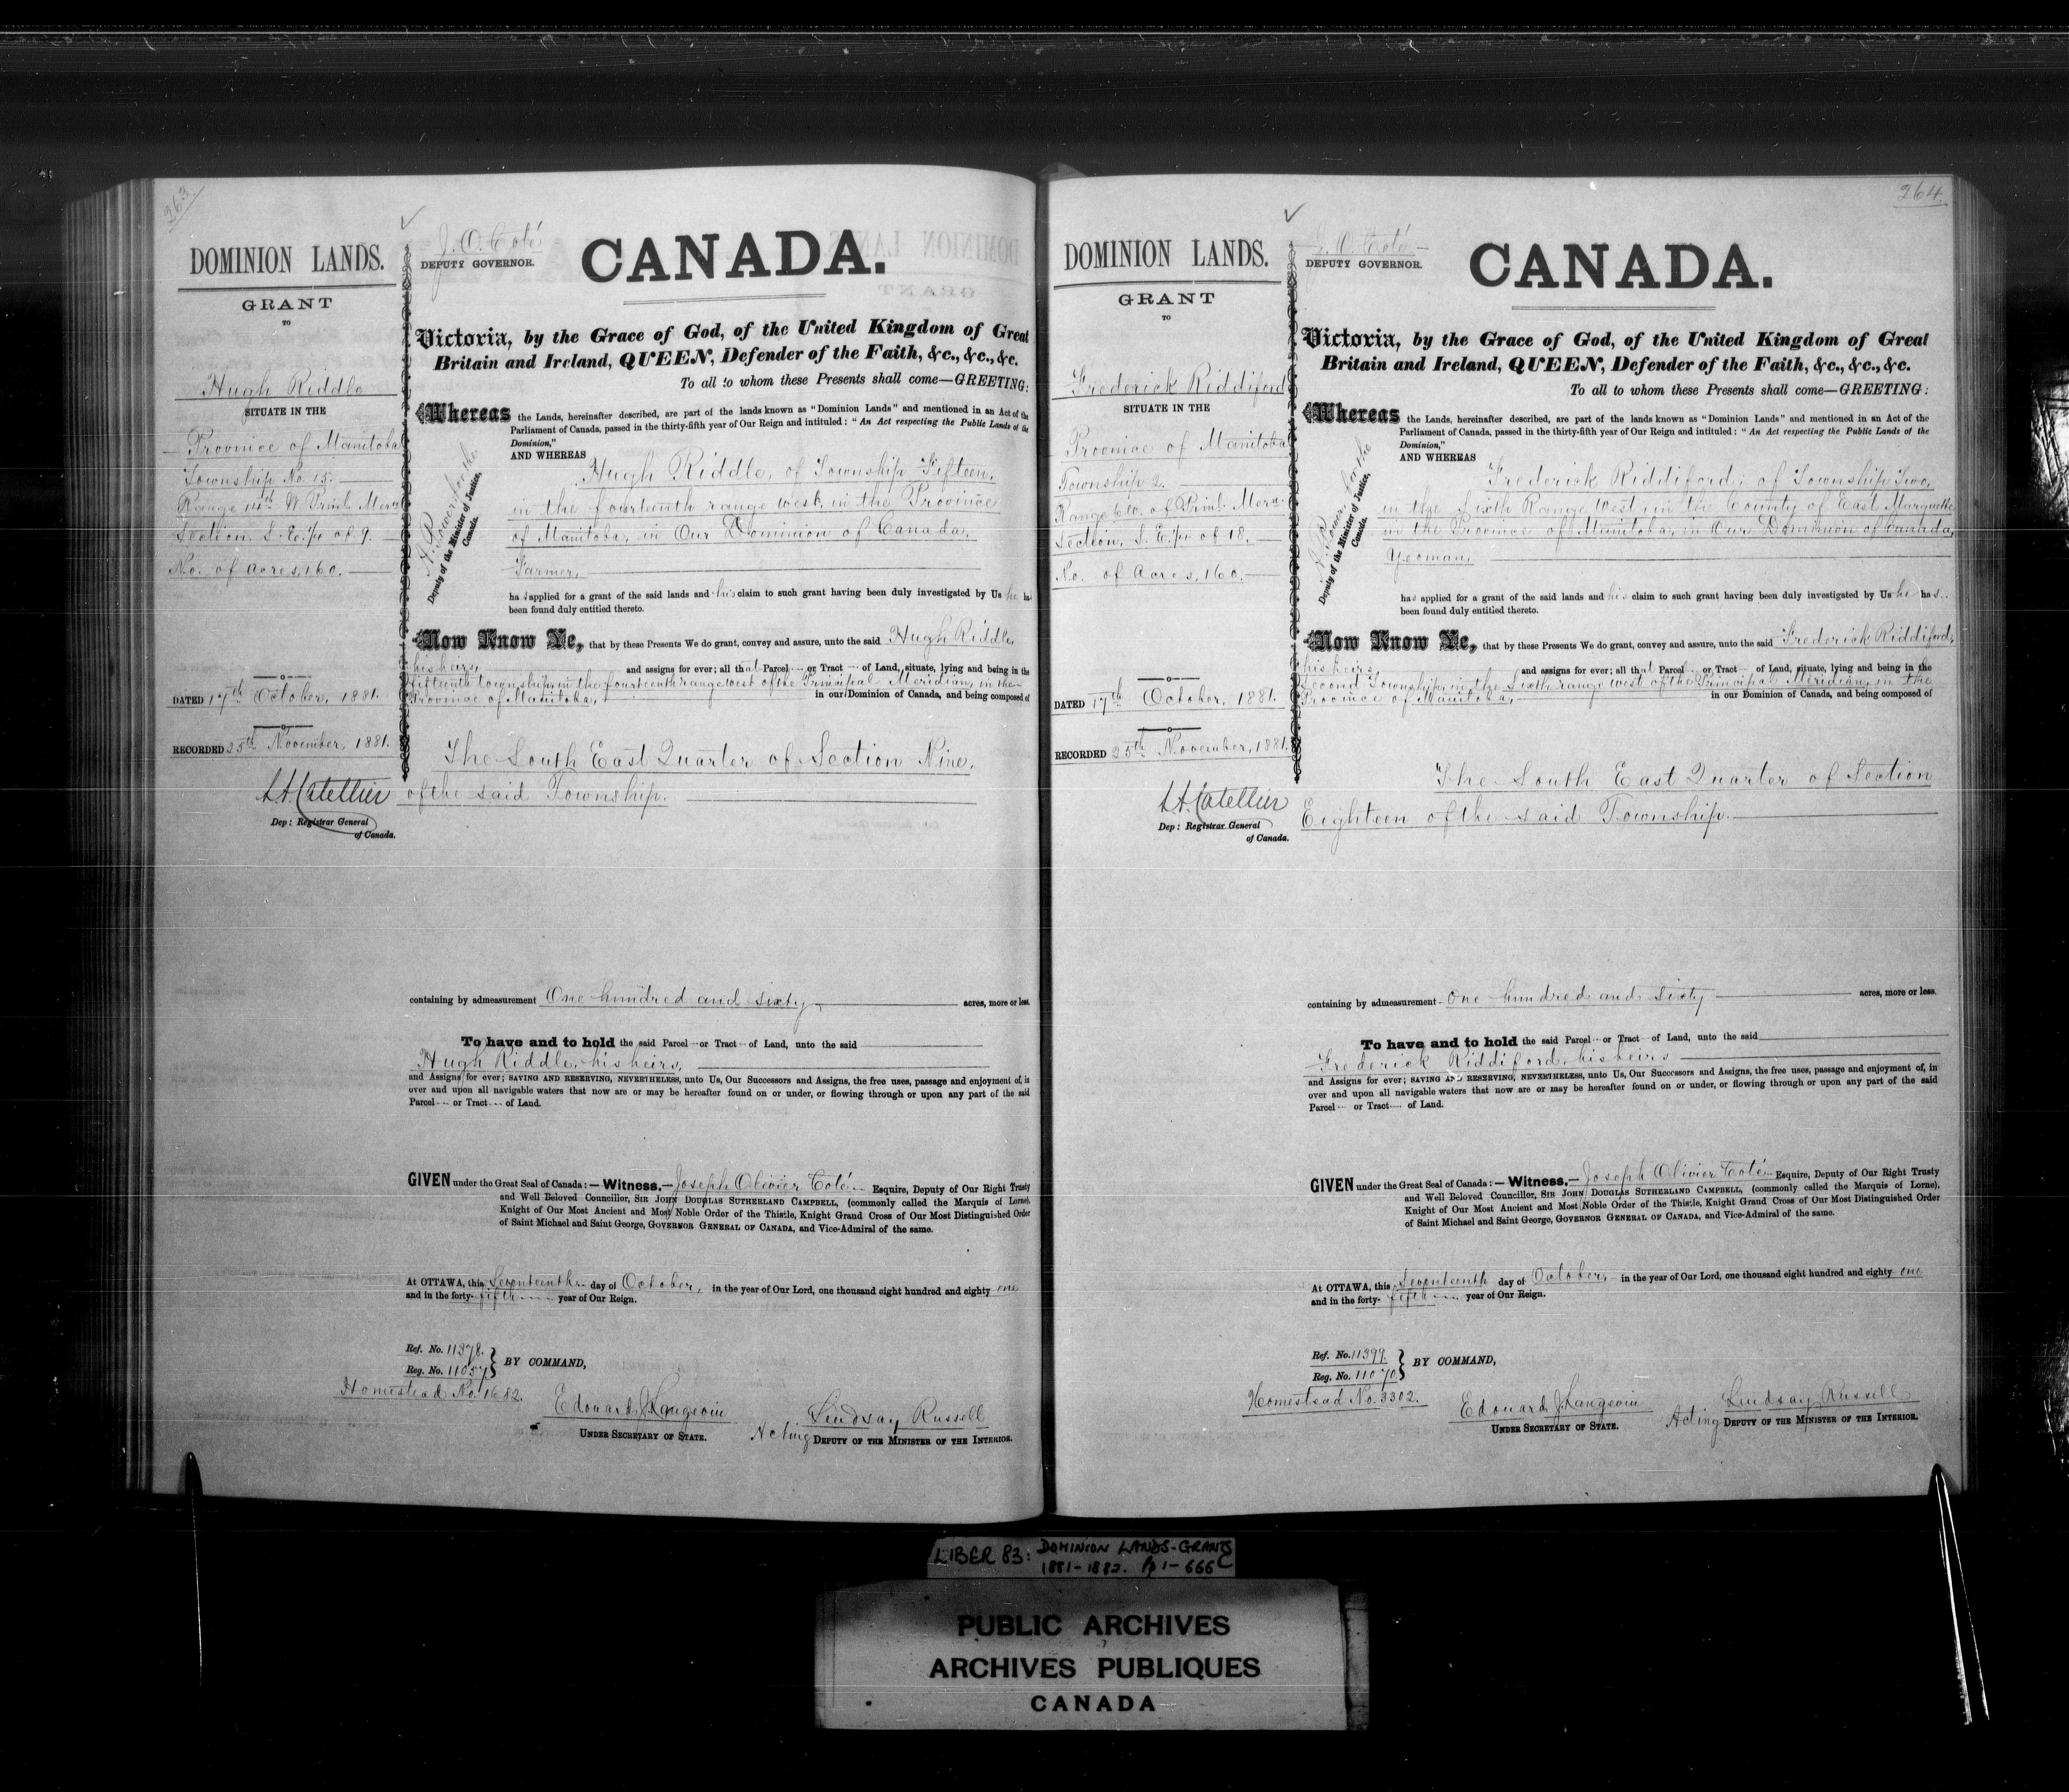 263
DOMINION LANDS.
GRANT
TO
Hugh Riddle
SITUATE IN THE
Province of Manitoba
Township No. 15.
Range 14th W. Prinl. Meri
Section, S. E. 1/4 of 9.
No. of Acres, 160.
DATED 17th October, 1881.
RECORDED 25th November, 1881.
L.A. Catellier
Dep: Registrar General
of Canada.
J. O. Coté
DEPUTY GOVERNOR.
CANADA.
Victoria, by the Grace of God, of the United Kingdom of Great
Britain and Ireland, QUEEN, Defender of the Faith, &c., &c., &c.
To all to whom these Presents shall come—GREETING:
A. Power for the
Deputy of the Minister of Justice,
Canada.
Whereas the Lands, hereinafter described, are part of the lands known as "Dominion Lands" and mentioned in an Act of the
Parliament of Canada, passed in the thirty-fifth year of Our Reign and intituled: "An Act respecting the Public Lands of the
Dominion,"
AND WHEREAS Hugh Riddle, of Township Fifteen,
in the fourteenth range west, in the Province
of Manitoba, in Our Dominion of Canada,
Farmer,
has applied for a grant of the said lands and his claim to such grant having been duly investigated by Us he has
been found duly entitled thereto.
Now Know Ye, that by these Presents We do grant, convey and assure, unto the said Hugh Riddle,
his heirs, and assigns for ever; all that Parcel or Tract of Land, situate, lying and being in the
fifteenth township, in the fourteenth range west of the Principal Meridian, in the
Province of Manitoba, in our Dominion of Canada, and being composed of
The South East Quarter of Section Nine,
of the said Township.
containing by admeasurement One hundred and sixty acres, more or less.
To have and to hold the said Parcel or Tract of Land, unto the said
Hugh Riddle, his heirs,
and Assigns for ever; SAVING AND RESERVING, NEVERTHELESS, unto Us, Our Successors and Assigns, the free uses, passage and enjoyment of, in
over and upon all navigable waters that now are or may be hereafter found on or under, or flowing through or upon any part of the said
Parcel or Tract of Land.
GIVEN under the Great Seal of Canada:—Witness.—Joseph Olivier Coté Esquire, Deputy of Our Right Trusty
and Well Beloved Councillor, SIR JOHN DOUGLAS SUTHERLAND CAMPBELL, (commonly called the Marquis of Lorne),
Knight of Our Most Ancient and Most Noble Order of the Thistle, Knight Grand Cross of Our Most Distinguished Order
of Saint Michael and Saint George, GOVERNOR GENERAL OF CANADA, and Vice-Admiral of the same.
At OTTAWA, this Seventeenth day of October, in the year of Our Lord, one thousand eight hundred and eighty one
and in the forty-fifth year of Our Reign.
Ref. No. 11378.
Reg. No. 11057
BY COMMAND,
Homestead No. 1682.
Edouard J. Langevin
UNDER SECRETARY OF STATE.
Lindsay Russell
Acting DEPUTY OF THE MINISTER OF THE INTERIOR.
264.
DOMINION LANDS.
GRANT
TO
Frederick Riddiford
SITUATE IN THE
Province of Manitoba
Township 2.
Range 6 W. of Prinl. Meri.
Section, S. E. 1/4 of 18.
No. of Acres, 160.
DATED 17th October, 1881.
RECORDED 25th November, 1881.
L.A. Catellier
Dep: Registrar General
of Canada.
J. O. Coté
DEPUTY GOVERNOR.
CANADA.
Victoria, by the Grace of God, of the United Kingdom of Great
Britain and Ireland, QUEEN, Defender of the Faith, &c., &c., &c.
To all to whom these Presents shall come—GREETING:
A. Power, for the
Deputy of the Minister of Justice,
Canada.
Whereas the Lands, hereinafter described, are part of the lands known as "Dominion Lands" and mentioned in an Act of the
Parliament of Canada, passed in the thirty-fifth year of Our Reign and intituled: "An Act respecting the Public Lands of the
Dominion,"
AND WHEREAS Frederick Riddiford, of Township Two,
in the Sixth Range West, in the County of East Marquette
in the Province of Manitoba, in Our Dominion of Canada,
Yeoman,
has applied for a grant of the said lands and his claim to such grant having been duly investigated by Us he has
been found duly entitled thereto.
Now Know Ye, that by these Presents We do grant, convey and assure, unto the said Frederick Riddiford,
his heirs and assigns for ever; all that Parcel or Tract of Land, situate, lying and being in the
Second Township, in the Sixth range west of the Principal Meridian, in the
Province of Manitoba, in our Dominion of Canada, and being composed of
The South East Quarter of Section
Eighteen of the said Township.
containing by admeasurement One hundred and sixty acres, more or less.
To have and to hold the said Parcel or Tract of Land, unto the said
Frederick Riddiford, his heirs
and Assigns for ever; SAVING AND RESERVING, NEVERTHELESS, unto Us, Our Successors and Assigns, the free uses, passage and enjoyment of, in
over and upon all navigable waters that now are or may be hereafter found on or under, or flowing through or upon any part of the said
Parcel or Tract of Land.
GIVEN under the Great Seal of Canada:—Witness.—Joseph Olivier Coté Esquire, Deputy of Our Right Trusty
and Well Beloved Councillor, SIR JOHN DOUGLAS SUTHERLAND CAMPBELL, (commonly called the Marquis of Lorne),
Knight of Our Most Ancient and Most Noble Order of the Thistle, Knight Grand Cross of Our Most Distinguished Order
of Saint Michael and Saint George, GOVERNOR GENERAL OF CANADA, and Vice-Admiral of the same.
At OTTAWA, this Seventeenth day of October, in the year of Our Lord, one thousand eight hundred and eighty one
and in the forty-fifth year of Our Reign.
Ref. No. 11399.
Reg. No. 11070
BY COMMAND,
Homestead No. 3302.
Edouard J. Langevin
UNDER SECRETARY OF STATE.
Lindsay Russell
Acting DEPUTY OF THE MINISTER OF THE INTERIOR.
LIBER 83: DOMINION LANDS-GRANTS
1881-1882. Pp 1-666
PUBLIC ARCHIVES
ARCHIVES PUBLIQUES
CANADA